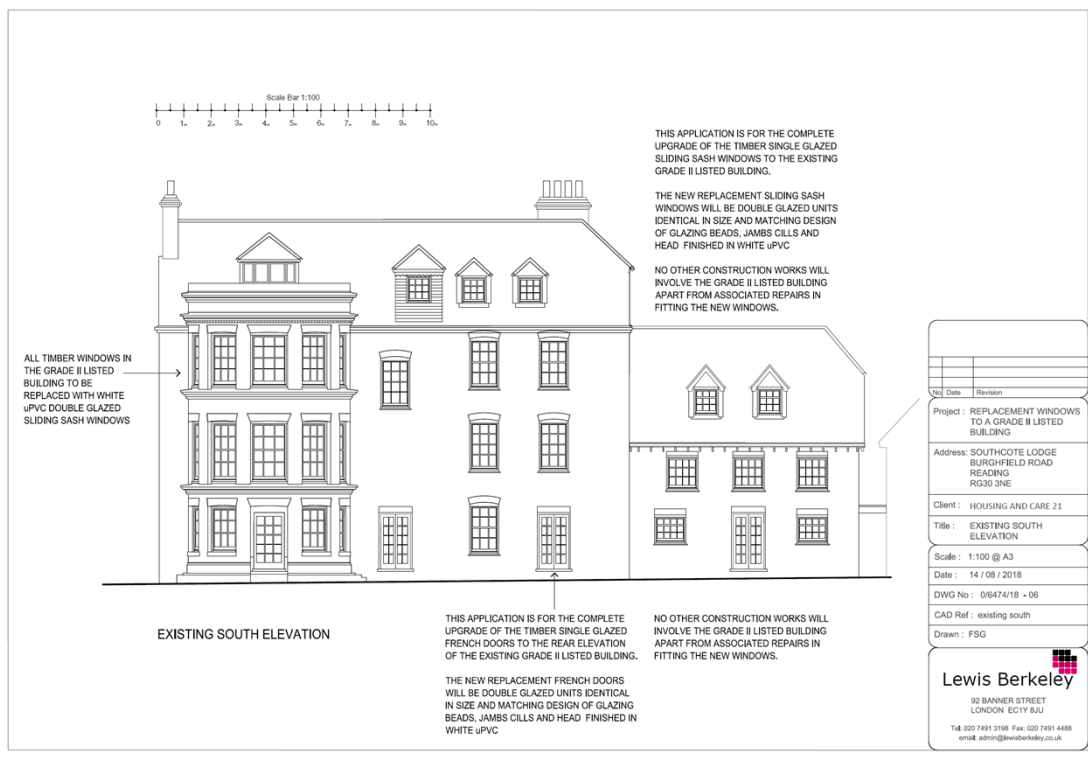 Scale Bar 1:100
0 1m 2m 3m 4m 5m 6m 7m 8m 9m 10m
THIS APPLICATION IS FOR THE COMPLETE
UPGRADE OF THE TIMBER SINGLE GLAZED
SLIDING SASH WINDOWS TO THE EXISTING
GRADE II LISTED BUILDING.
THE NEW REPLACEMENT SLIDING SASH
WINDOWS WILL BE DOUBLE GLAZED UNITS
IDENTICAL IN SIZE AND MATCHING DESIGN
OF GLAZING BEADS, JAMBS CILLS AND
HEAD FINISHED IN WHITE uPVC
NO OTHER CONSTRUCTION WORKS WILL
INVOLVE THE GRADE II LISTED BUILDING
APART FROM ASSOCIATED REPAIRS IN
FITTING THE NEW WINDOWS.
ALL TIMBER WINDOWS IN
THE GRADE II LISTED
BUILDING TO BE
REPLACED WITH WHITE
uPVC DOUBLE GLAZED
SLIDING SASH WINDOWS
EXISTING SOUTH ELEVATION
THIS APPLICATION IS FOR THE COMPLETE
UPGRADE OF THE TIMBER SINGLE GLAZED
FRENCH DOORS TO THE REAR ELEVATION
OF THE EXISTING GRADE II LISTED BUILDING.
THE NEW REPLACEMENT FRENCH DOORS
WILL BE DOUBLE GLAZED UNITS IDENTICAL
IN SIZE AND MATCHING DESIGN OF GLAZING
BEADS, JAMBS CILLS AND HEAD FINISHED IN
WHITE uPVC
NO OTHER CONSTRUCTION WORKS WILL
INVOLVE THE GRADE II LISTED BUILDING
APART FROM ASSOCIATED REPAIRS IN
FITTING THE NEW WINDOWS.
No. Date Revision
Project : REPLACEMENT WINDOWS
TO A GRADE II LISTED
BUILDING
Address: SOUTHCOTE LODGE
BURGHFIELD ROAD
READING
RG30 3NE
Client : HOUSING AND CARE 21
Title : EXISTING SOUTH
ELEVATION
Scale : 1:100 @ A3
Date : 14 / 08 / 2018
DWG No : 0/6474/18 - 06
CAD Ref : existing south
Drawn : FSG
Lewis Berkeley
92 BANNER STREET
LONDON EC1Y 8JU
Tel: 020 7491 3198 Fax: 020 7491 4488
email: admin@lewisberkeley.co.uk